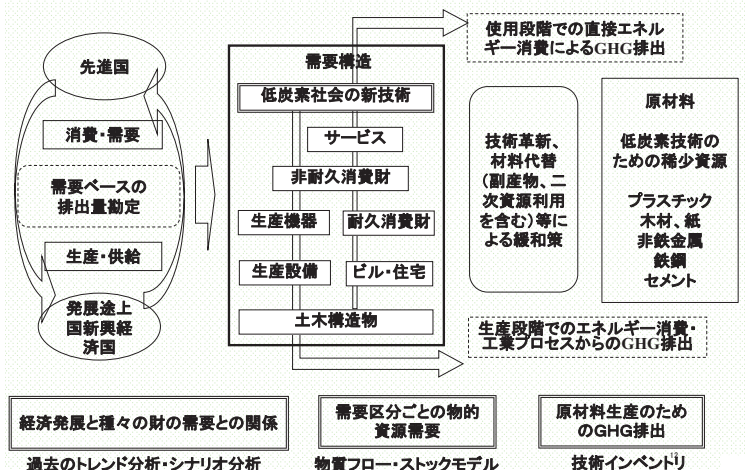 先進国
消費・需要
需要ベースの
排出量勘定
生産・供給
発展途上
国新興経
済国
需要構造
低炭素社会の新技術
サービス
非耐久消費財
生産機器
耐久消費財
生産設備
ビル・住宅
土木構造物
使用段階での直接エネル
ギー消費によるGHG排出
技術革新、
材料代替
(副産物、二
次資源利用
を含む)等に
よる緩和策
原材料
低炭素技術の
ための稀少資源
プラスチック
木材、紙
非鉄金属
鉄鋼
セメント
生産段階でのエネルギー消費・
工業プロセスからのGHG排出
経済発展と種々の財の需要との関係
過去のトレンド分析・シナリオ分析
需要区分ごとの物的
資源需要
物質フロー・ストックモデル
原材料生産のため
のGHG排出
技術インベントリ